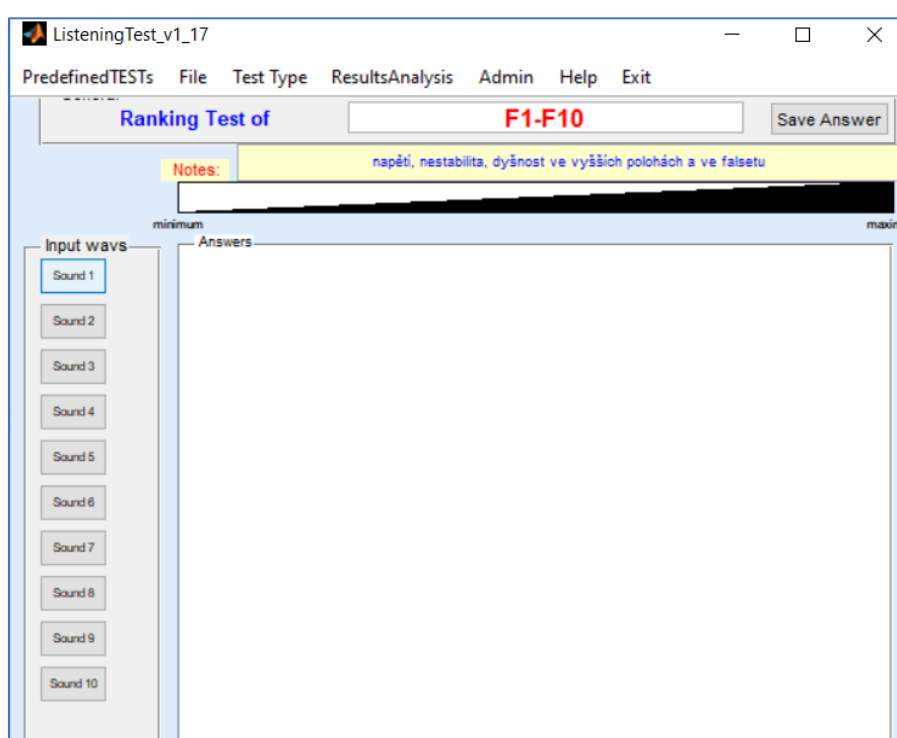 ListeningTest_v1_17
PredefinedTESTs File Test Type ResultsAnalysis Admin Help Exit
General
Ranking Test of F1-F10 Save Answer
Notes: napětí, nestabilita, dyšnost ve vyšších polohách a ve falsetu
minimum maxim
Input wavs Answers
Sound 1
Sound 2
Sound 3
Sound 4
Sound 5
Sound 6
Sound 7
Sound 8
Sound 9
Sound 10